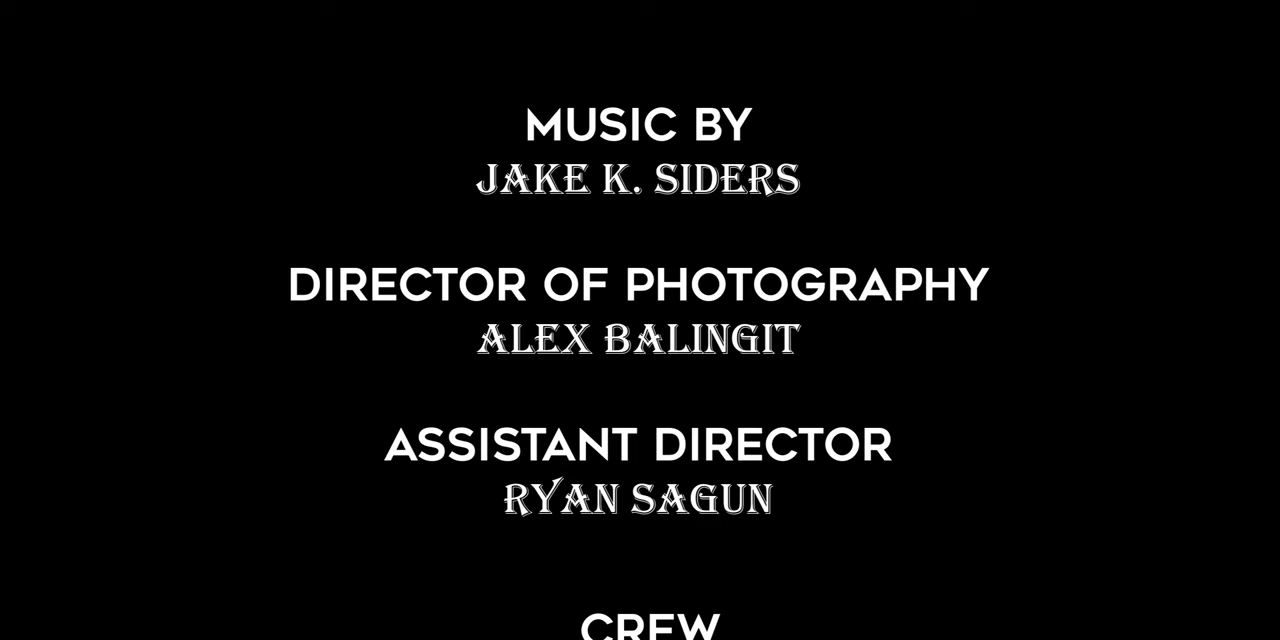 MUSIC BY
JAKE K. SIDERS
DIRECTOR OF PHOTOGRAPHY
ALEX BALINGIT
ASSISTANT DIRECTOR
RYAN SAGUN
CREW